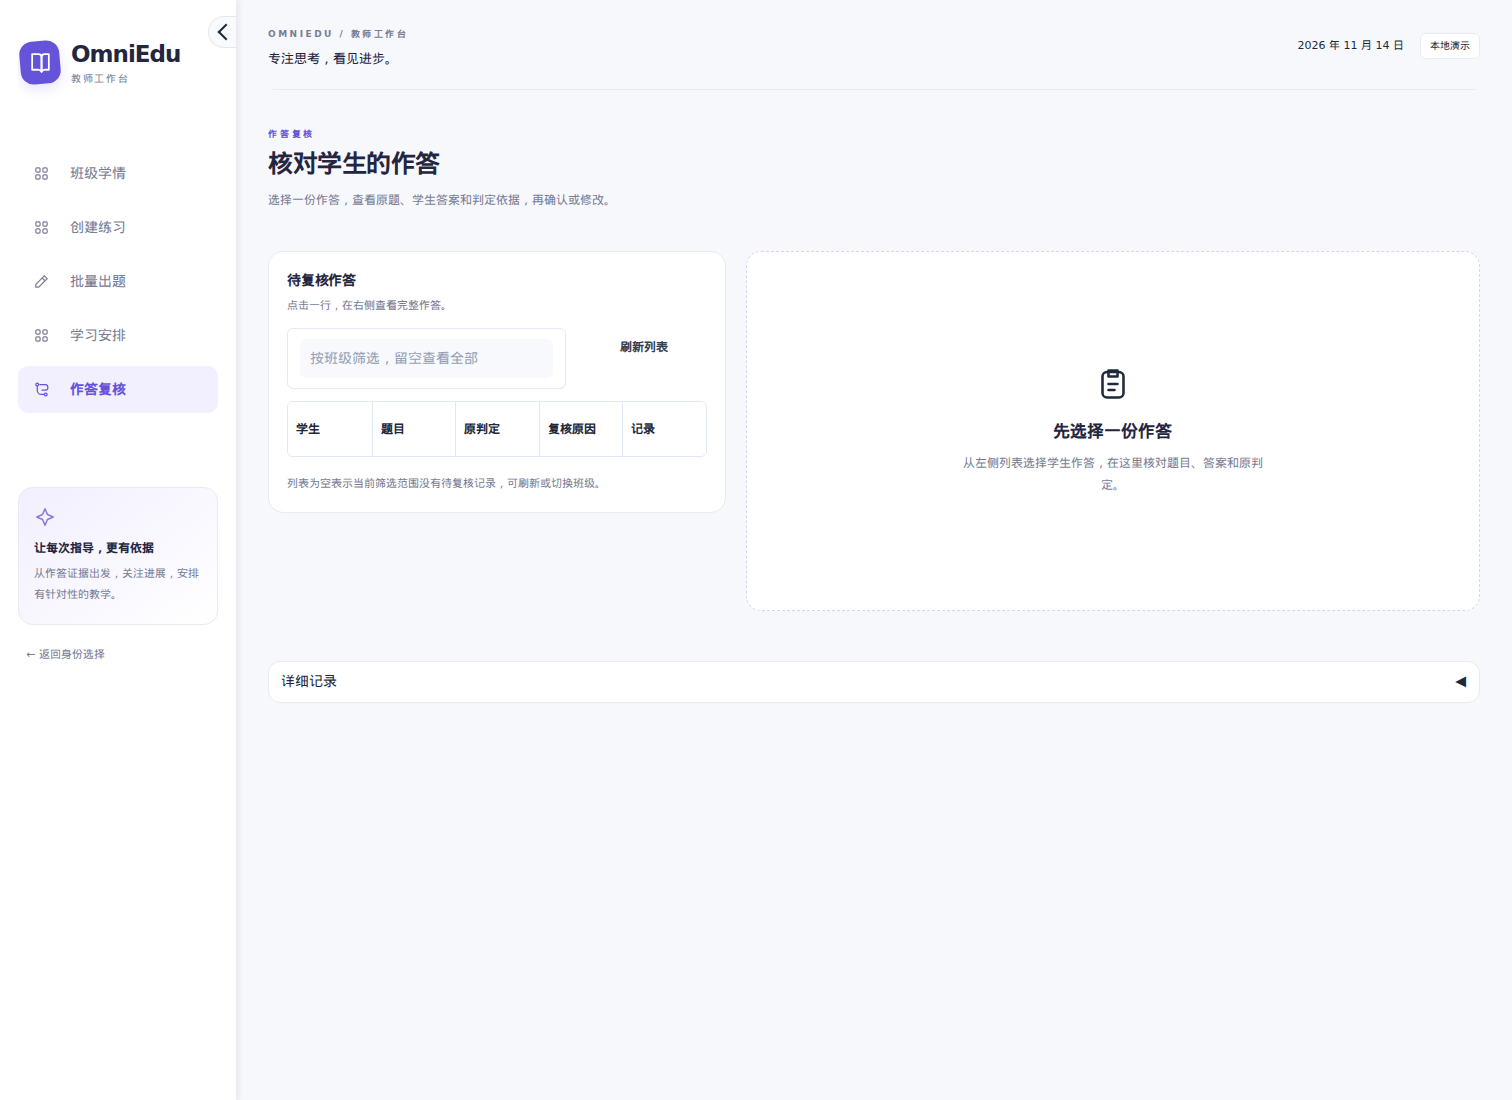 OmniEdu
教师工作台
班级学情
创建练习
批量出题
学习安排
作答复核
让每次指导，更有依据
从作答证据出发，关注进展，安排
有针对性的教学。
← 返回身份选择
OMNIEDU / 教师工作台
专注思考，看见进步。
2026 年 11 月 14 日
本地演示
作答复核
核对学生的作答
选择一份作答，查看原题、学生答案和判定依据，再确认或修改。
待复核作答
点击一行，在右侧查看完整作答。
按班级筛选，留空查看全部
刷新列表
学生 题目 原判定 复核原因 记录
列表为空表示当前筛选范围没有待复核记录，可刷新或切换班级。
先选择一份作答
从左侧列表选择学生作答，在这里核对题目、答案和原判
定。
详细记录